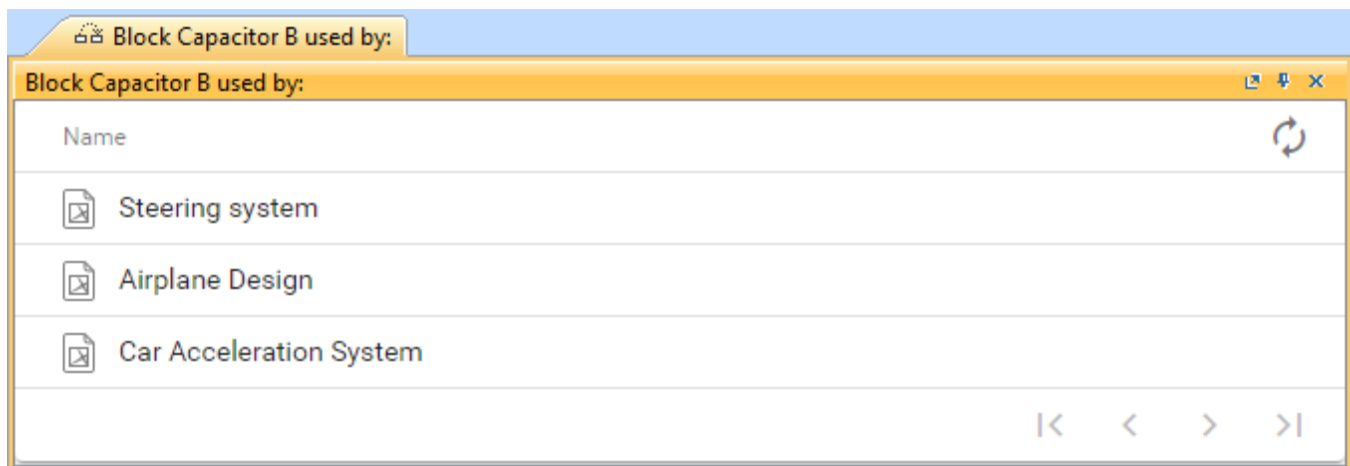 Block Capacitor B used by:
Block Capacitor B used by:
Name
Steering system
Airplane Design
Car Acceleration System